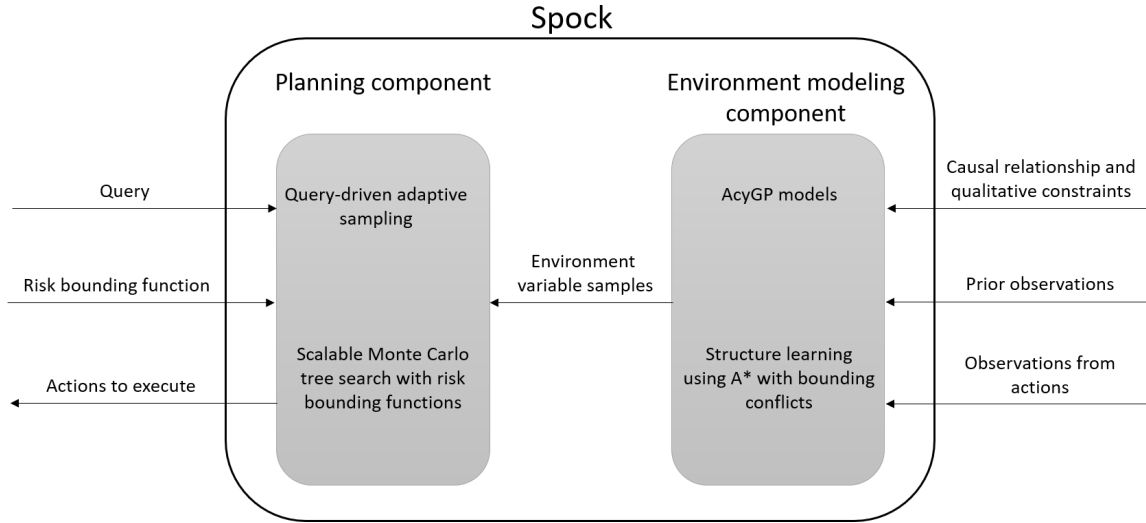 Spock
Planning component
Environment modeling
component
Query
Query-driven adaptive
sampling
AcyGP models
Causal relationship and
qualitative constraints
Risk bounding function
Environment
variable samples
Prior observations
Actions to execute
Scalable Monte Carlo
tree search with risk
bounding functions
Structure learning
using A* with bounding
conflicts
Observations from
actions